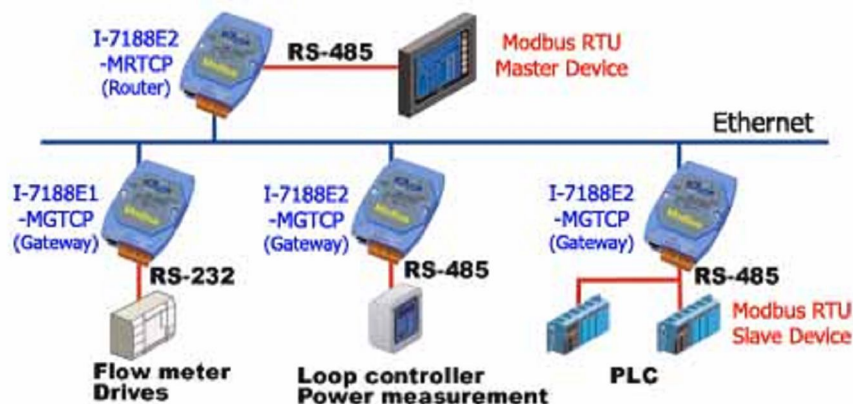 I-7188E2
-MRTCP
(Router)
RS-485
Modbus RTU
Master Device
Ethernet
I-7188E1
-MGTCP
(Gateway)
RS-232
Flow meter
Drives
I-7188E2
-MGTCP
(Gateway)
RS-485
Loop controller
Power measurement
I-7188E2
-MGTCP
(Gateway)
RS-485
Modbus RTU
Slave Device
PLC